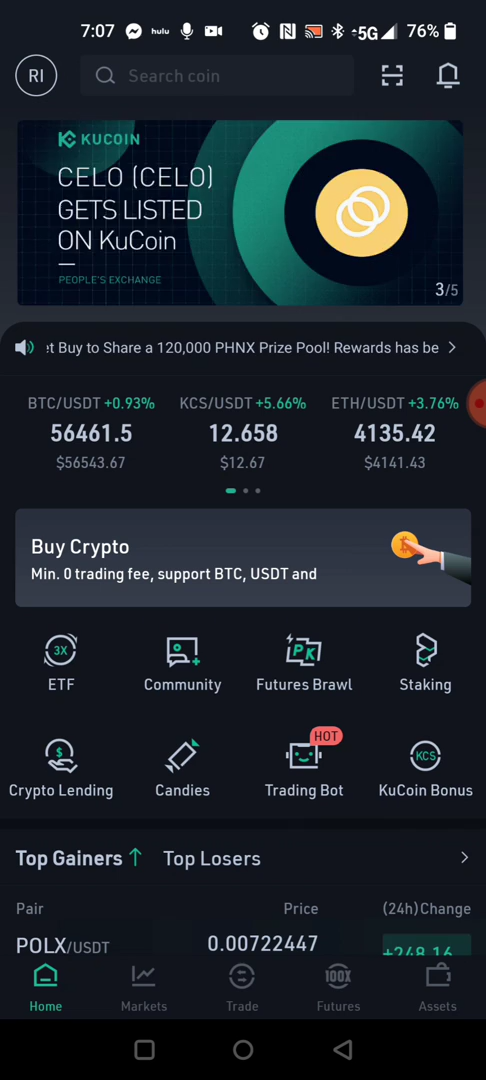 7:07 hulu 5G 76%
RI Search coin
KUCOIN
CELO (CELO)
GETS LISTED
ON KuCoin
PEOPLE'S EXCHANGE
3/5
et Buy to Share a 120,000 PHNX Prize Pool! Rewards has be
BTC/USDT +0.93% KCS/USDT +5.66% ETH/USDT +3.76%
56461.5 12.658 4135.42
$56543.67 $12.67 $4141.43
Buy Crypto
Min. 0 trading fee, support BTC, USDT and
3X PK
ETF Community Futures Brawl Staking
HOT
$ KCS
Crypto Lending Candies Trading Bot KuCoin Bonus
Top Gainers Top Losers
Pair Price (24h)Change
POLX/USDT 0.00722447 +248.16
100X
Home Markets Trade Futures Assets